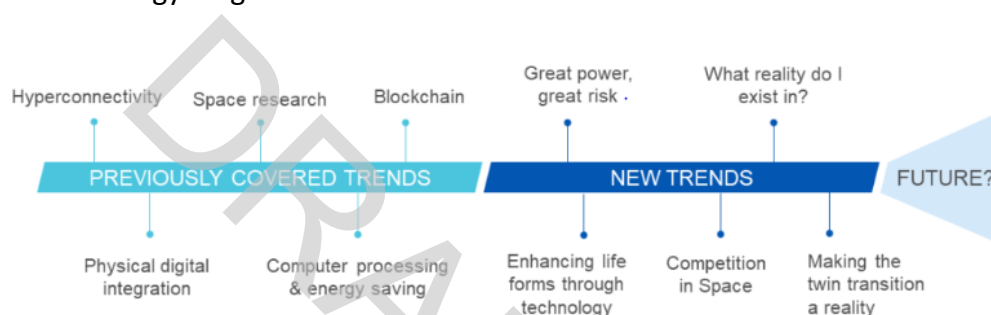 Great power,
great risk .
What reality do I
exist in?
Hyperconnectivity
Space research
Blockchain
PREVIOUSLY COVERED TRENDS
NEW TRENDS
FUTURE?
Physical digital
integration
Computer processing
& energy saving
Enhancing life
forms through
technology
Competition
in Space
Making the
twin transition
a reality